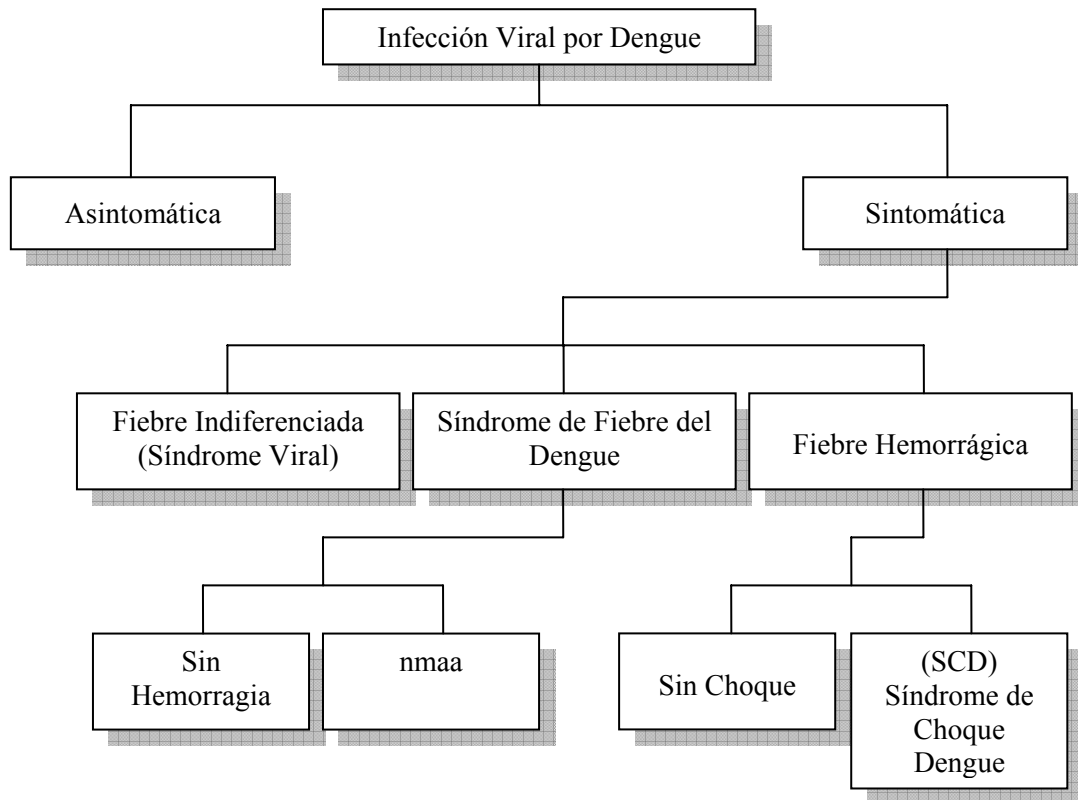 Infección Viral por Dengue
Asintomática
Sintomática
Fiebre Indiferenciada
(Síndrome Viral)
Síndrome de Fiebre del
Dengue
Fiebre Hemorrágica
Sin
Hemorragia
nmaa
Sin Choque
(SCD)
Síndrome de
Choque
Dengue